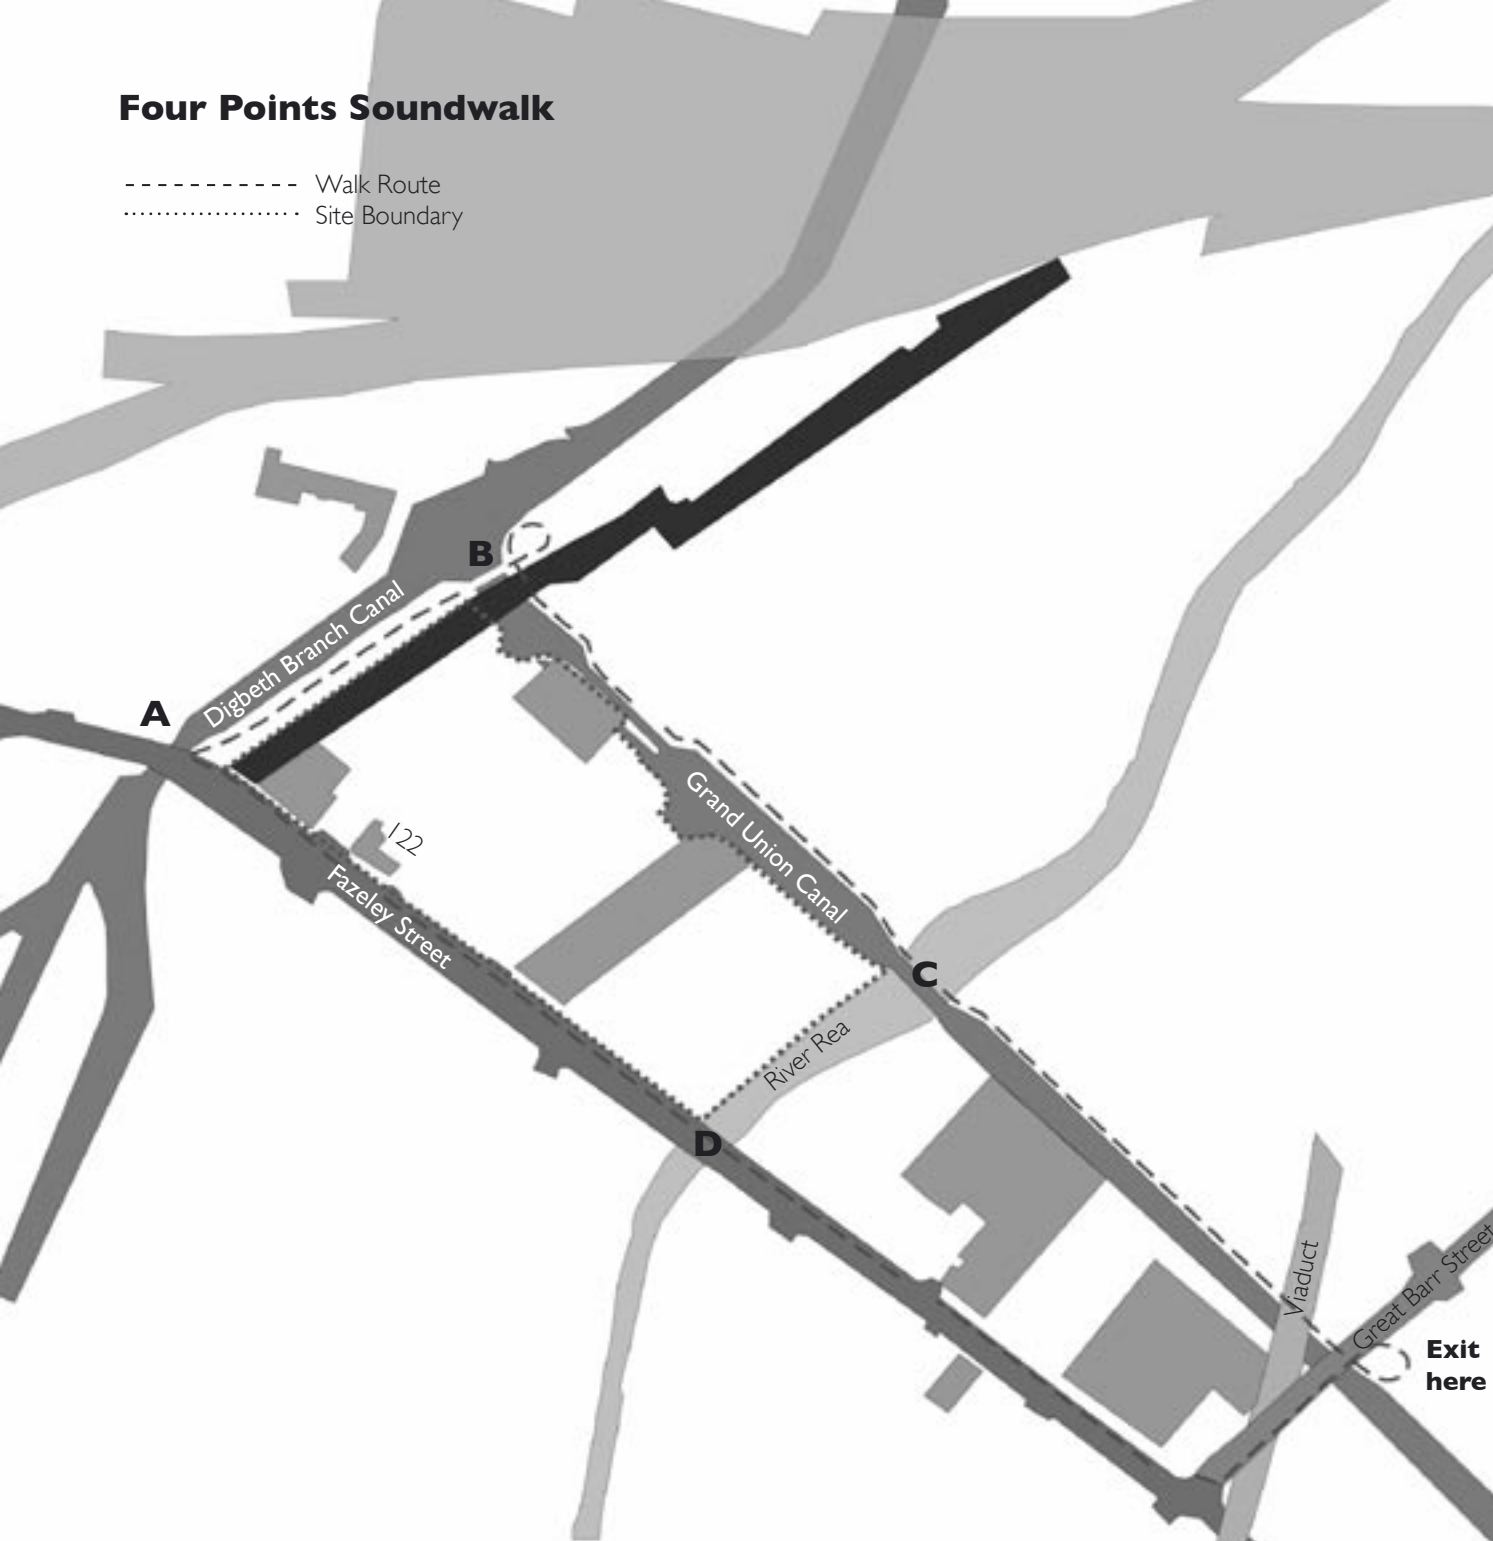 Four Points Soundwalk
Walk Route
Site Boundary
B
Digbeth Branch Canal
A
Grand Union Canal
122
Fazeley Street
C
River Rea
D
Viaduct
Great Barr Street
Exit
here